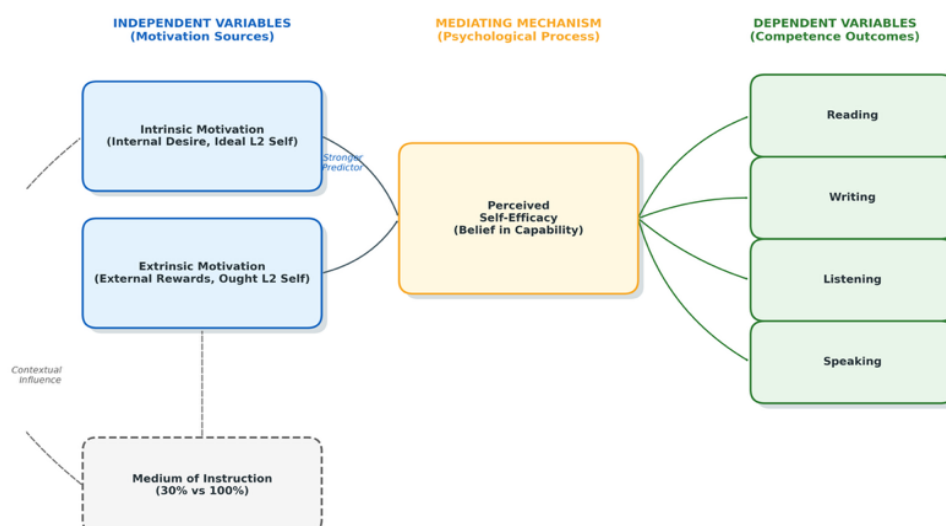 INDEPENDENT VARIABLES
(Motivation Sources)
MEDIATING MECHANISM
(Psychological Process)
DEPENDENT VARIABLES
(Competence Outcomes)
Intrinsic Motivation
(Internal Desire, Ideal L2 Self)
Stronger
Predictor
Extrinsic Motivation
(External Rewards, Ought L2 Self)
Perceived
Self-Efficacy
(Belief in Capability)
Reading
Writing
Listening
Speaking
Contextual
Influence
Medium of Instruction
(30% vs 100%)